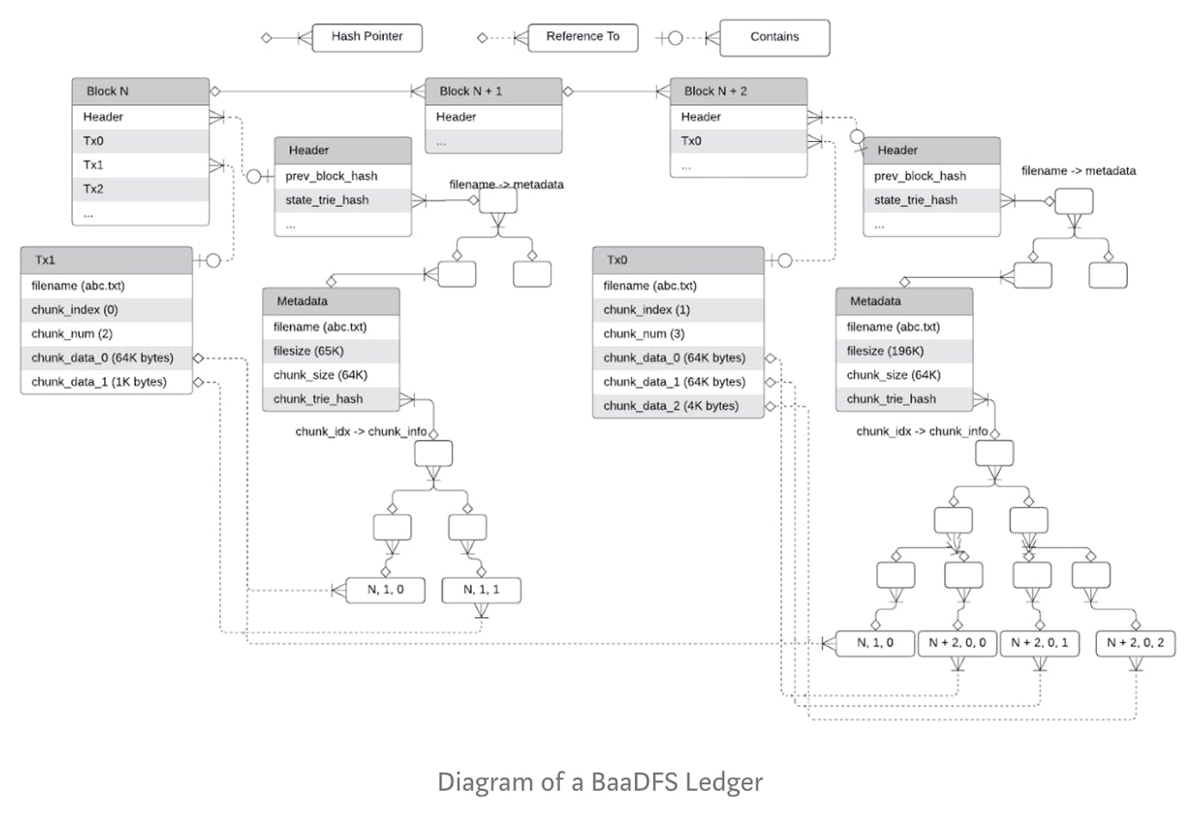 Hash Pointer
Reference To
Contains
Block N
Header
Tx0
Tx1
Tx2
...
Block N + 1
Header
...
Block N + 2
Header
Tx0
...
Header
prev_block_hash
state_trie_hash
...
filename -> metadata
Header
prev_block_hash
state_trie_hash
...
filename -> metadata
Tx1
filename (abc.txt)
chunk_index (0)
chunk_num (2)
chunk_data_0 (64K bytes)
chunk_data_1 (1K bytes)
Metadata
filename (abc.txt)
filesize (65K)
chunk_size (64K)
chunk_trie_hash
chunk_idx -> chunk_info
N, 1, 0
N, 1, 1
Tx0
filename (abc.txt)
chunk_index (1)
chunk_num (3)
chunk_data_0 (64K bytes)
chunk_data_1 (64K bytes)
chunk_data_2 (4K bytes)
Metadata
filename (abc.txt)
filesize (196K)
chunk_size (64K)
chunk_trie_hash
chunk_idx -> chunk_info
N, 1, 0
N + 2, 0, 0
N + 2, 0, 1
N + 2, 0, 2
Diagram of a BaaDFS Ledger